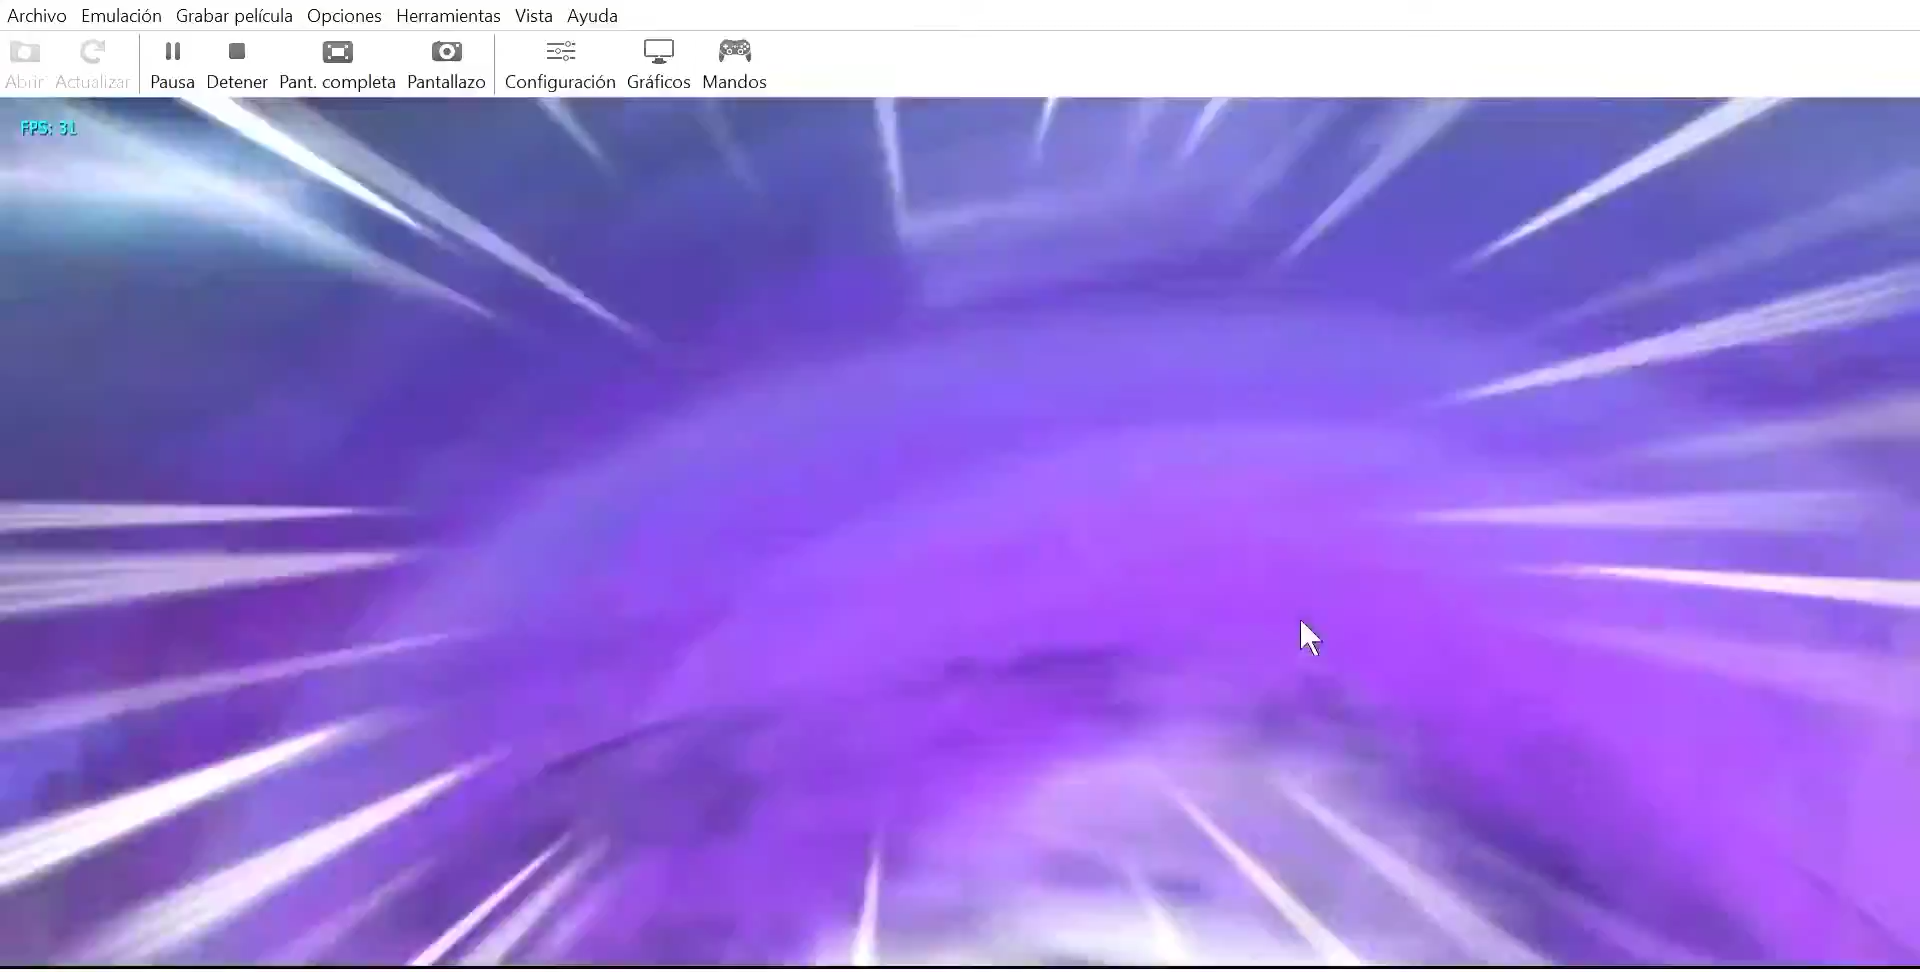 Archivo Emulación Grabar película Opciones Herramientas Vista Ayuda
Abrir Actualizar Pausa Detener Pant. completa Pantallazo Configuración Gráficos Mandos
FPS: 31